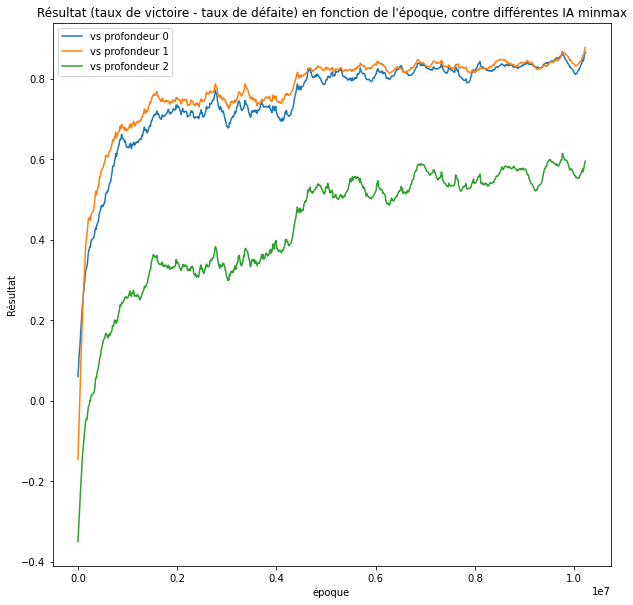 Résultat (taux de victoire - taux de défaite) en fonction de l'époque, contre différentes IA minmax
vs profondeur 0
vs profondeur 1
vs profondeur 2
0.8
0.6
0.4
0.2
0.0
−0.2
−0.4
Résultat
0.0 0.2 0.4 0.6 0.8 1.0
1e7
époque